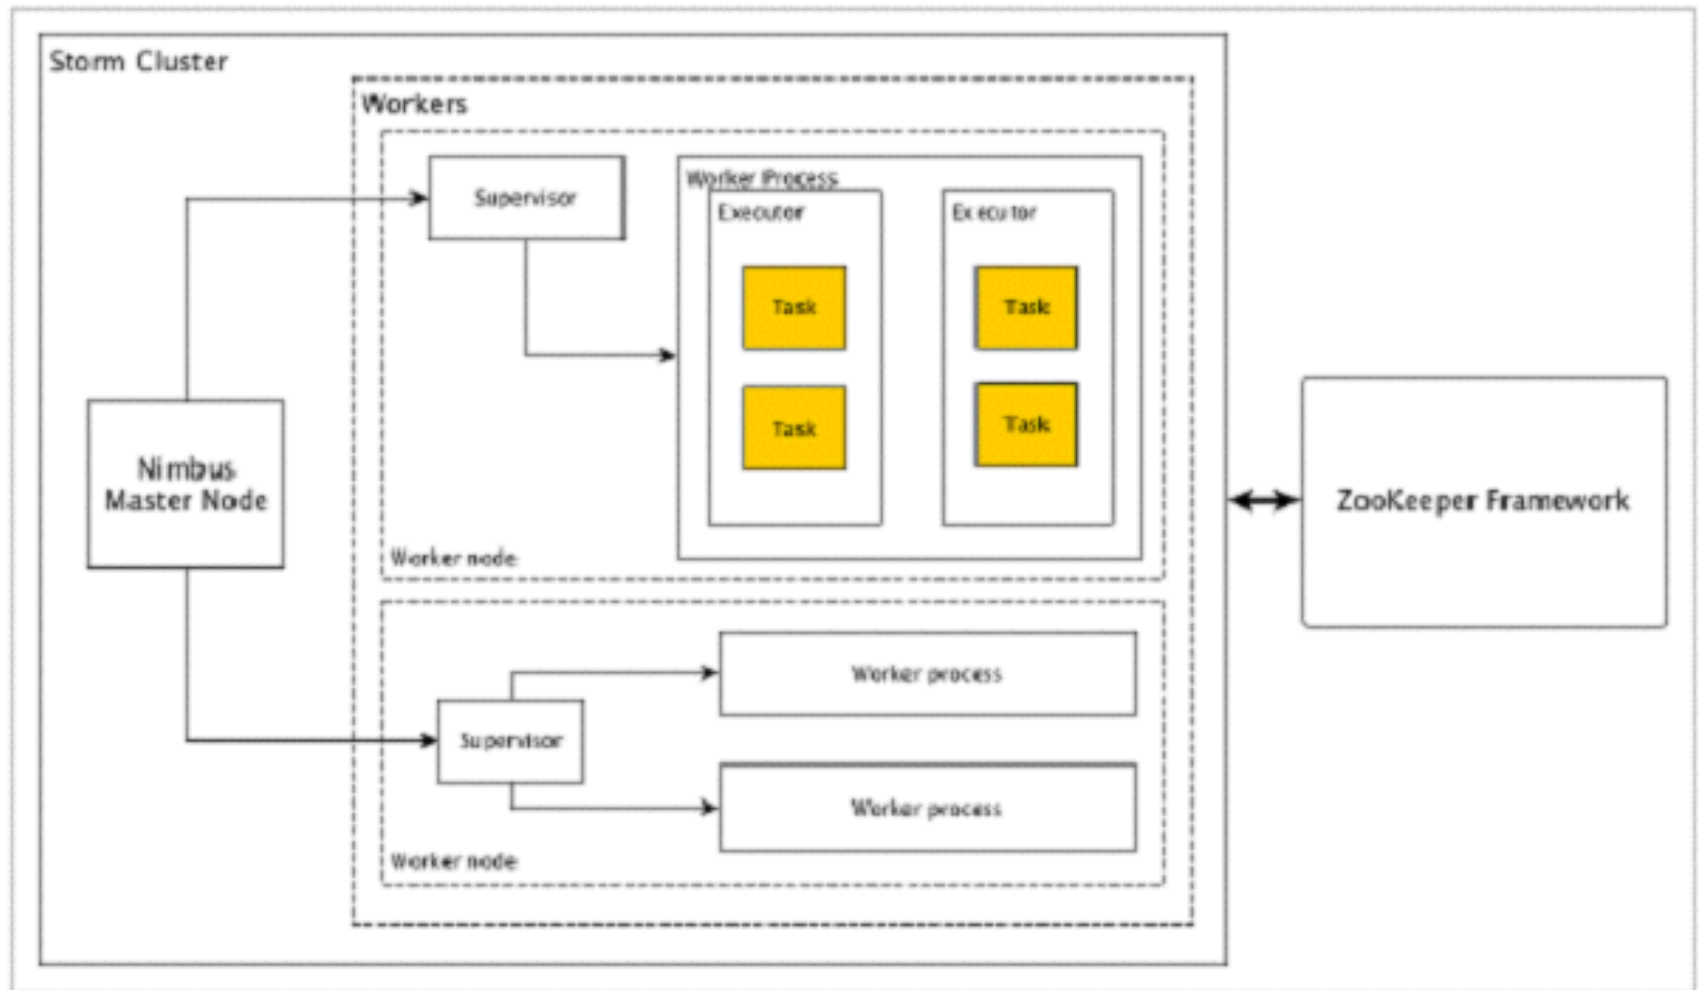 Storm Cluster
Workers
Supervisor
Worker Process
Executor
Executor
Task
Task
Task
Task
Nimbus
Master Node
ZooKeeper Framework
Worker node
Worker process
Supervisor
Worker process
Worker node